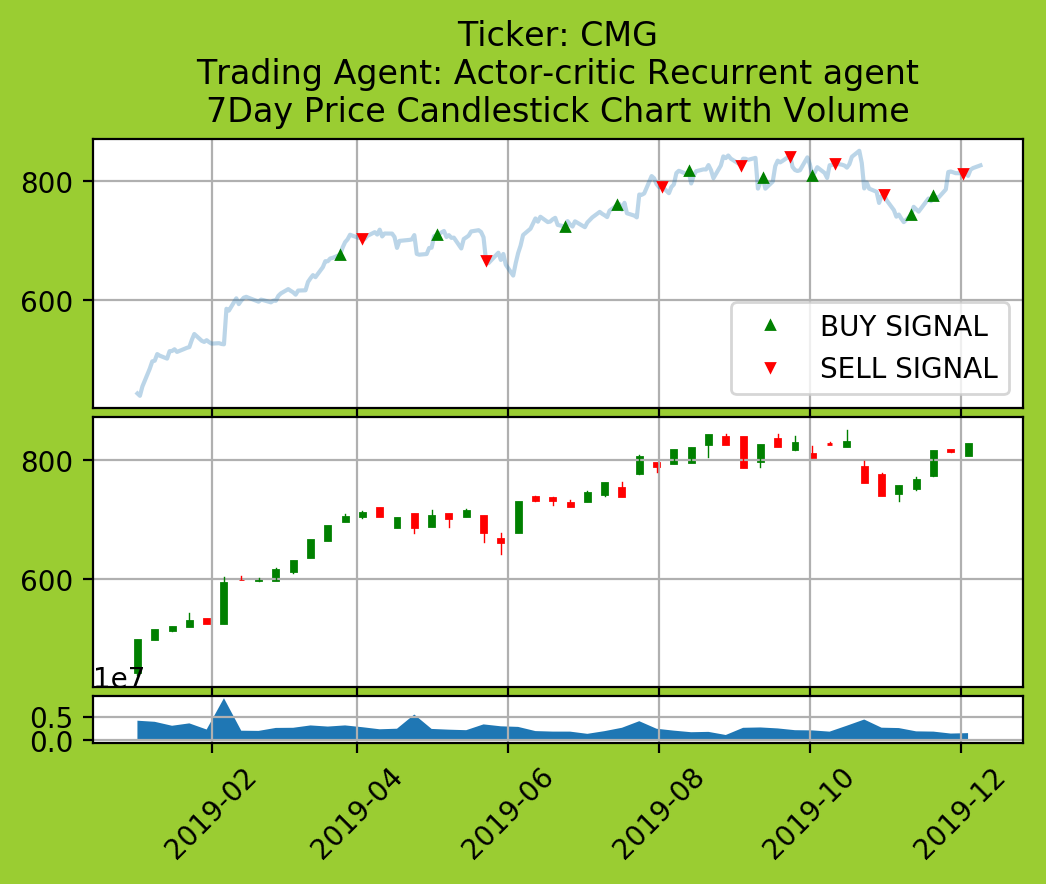 Ticker: CMG
Trading Agent: Actor-critic Recurrent agent
7Day Price Candlestick Chart with Volume
800
600
BUY SIGNAL
SELL SIGNAL
800
600
1e7
0.5
0.0
2019-02
2019-04
2019-06
2019-08
2019-10
2019-12